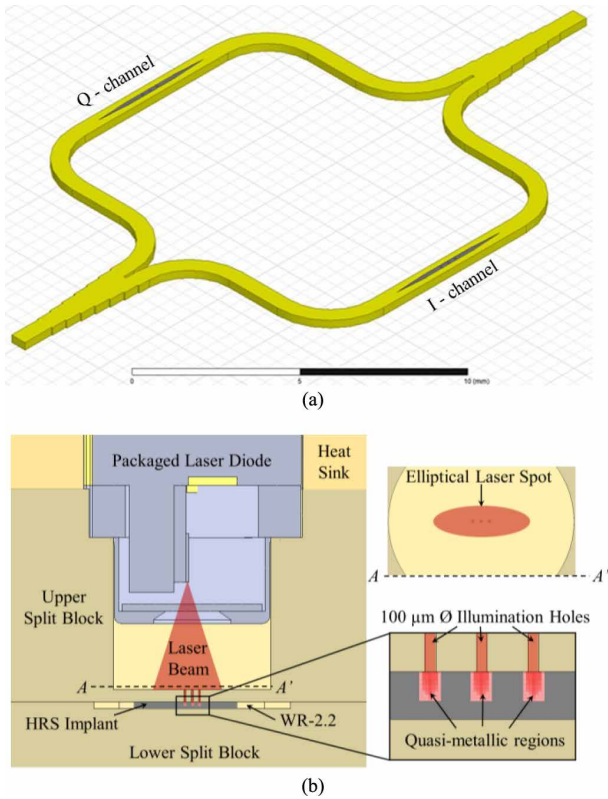 Q - channel
I - channel
0
5
10 (mm)
(a)
Packaged Laser Diode
Heat
Sink
Upper
Split Block
Laser
Beam
A
A'
HRS Implant
WR-2.2
Lower Split Block
Elliptical Laser Spot
A
A'
100 µm Ø Illumination Holes
Quasi-metallic regions
(b)